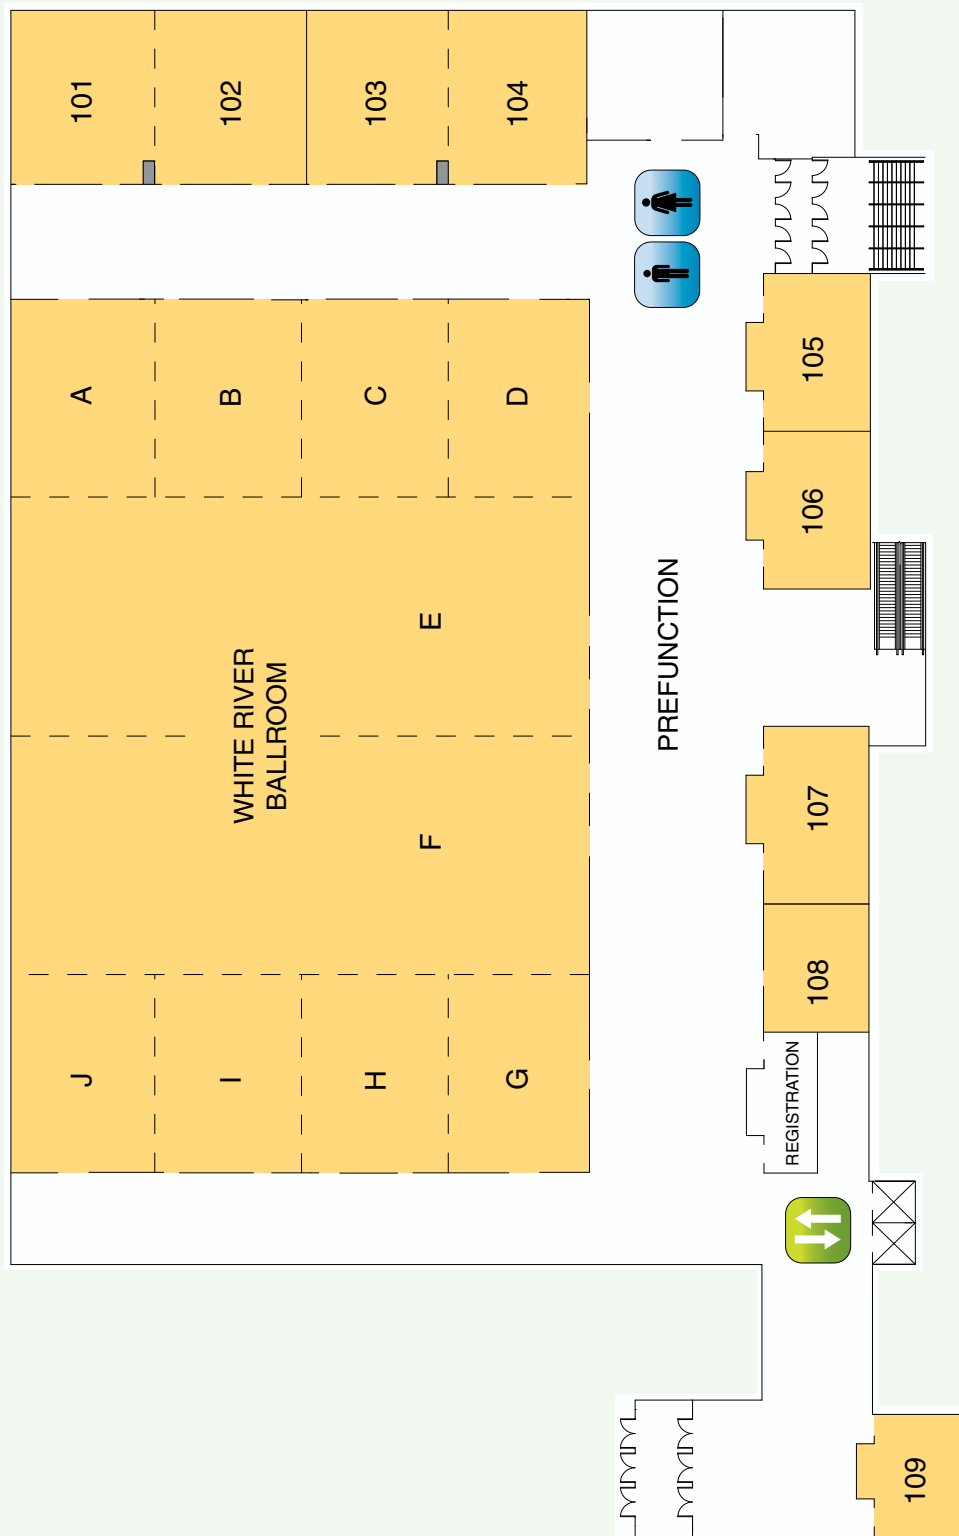 101
102
103
104
A
B
C
D
105
106
E
WHITE RIVER
BALLROOM
PREFUNCTION
F
107
108
J
I
H
G
REGISTRATION
109